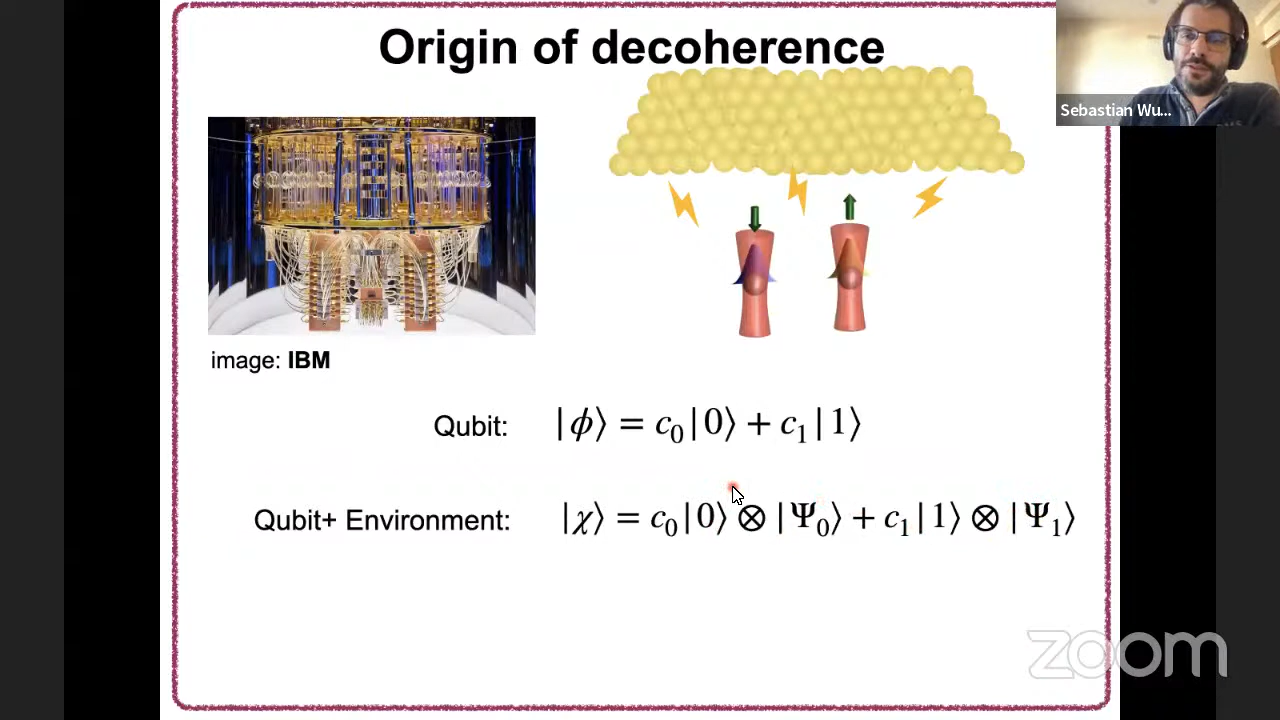 Origin of decoherence
Sebastian Wu...
image: IBM
Qubit: |ϕ⟩ = c₀|0⟩ + c₁|1⟩
Qubit+ Environment: |χ⟩ = c₀|0⟩ ⊗ |Ψ₀⟩ + c₁|1⟩ ⊗ |Ψ₁⟩
zoom